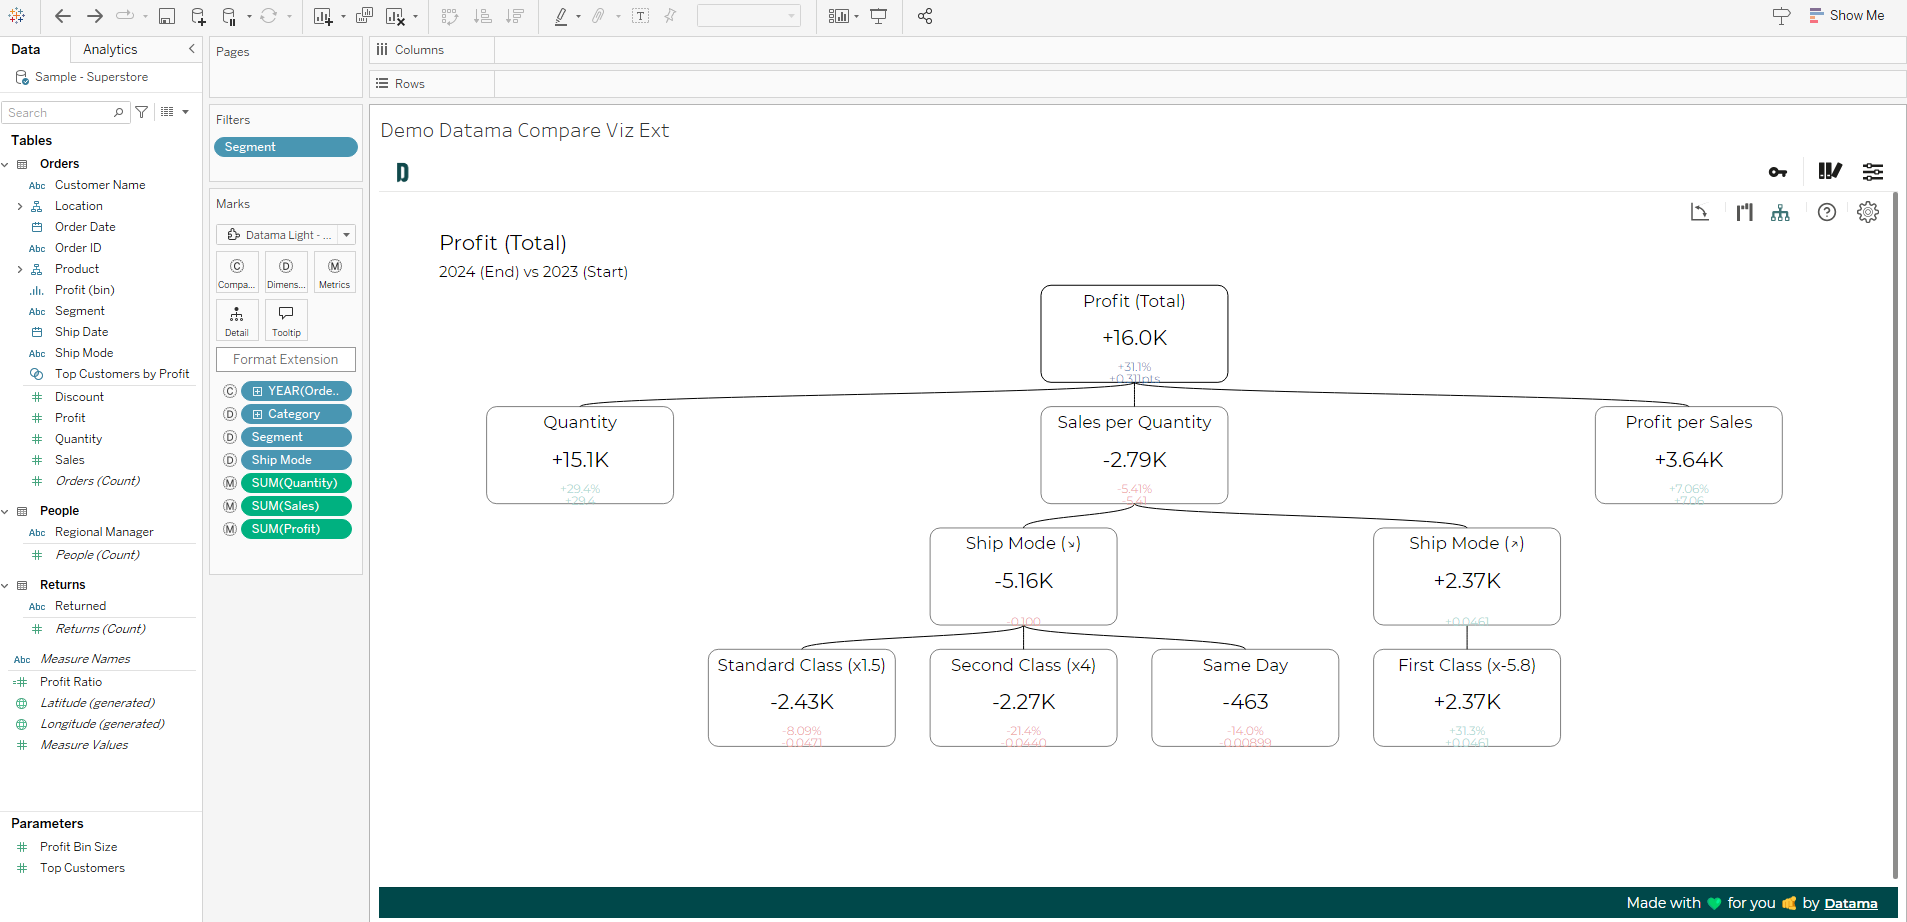 Show Me
Data
Analytics
Sample - Superstore
Search
Tables
Orders
Abc Customer Name
Location
Order Date
Abc Order ID
Product
Profit (bin)
Abc Segment
Ship Date
Abc Ship Mode
Top Customers by Profit
Discount
Profit
Quantity
Sales
Orders (Count)
People
Abc Regional Manager
People (Count)
Returns
Abc Returned
Returns (Count)
Abc Measure Names
Profit Ratio
Latitude (generated)
Longitude (generated)
Measure Values
Parameters
Profit Bin Size
Top Customers
Pages
Filters
Segment
Marks
Datama Light - ...
C D M
Compa... Dimens... Metrics
Detail Tooltip
Format Extension
C YEAR(Orde..
D Category
D Segment
D Ship Mode
M SUM(Quantity)
M SUM(Sales)
M SUM(Profit)
Columns
Rows
Demo Datama Compare Viz Ext
D
Profit (Total)
2024 (End) vs 2023 (Start)
Profit (Total)
+16.0K
+31.1%
+0.311pts
Quantity
+15.1K
+29.4%
+29.4
Sales per Quantity
-2.79K
-5.41%
-5.41
Profit per Sales
+3.64K
+7.06%
+7.06
Ship Mode (↘)
-5.16K
-0.100
Ship Mode (↗)
+2.37K
+0.0461
Standard Class (x1.5)
-2.43K
-8.09%
-0.0471
Second Class (x4)
-2.27K
-21.4%
-0.0440
Same Day
-463
-14.0%
-0.00899
First Class (x-5.8)
+2.37K
+31.3%
+0.0461
Made with 💚 for you 🤙 by Datama